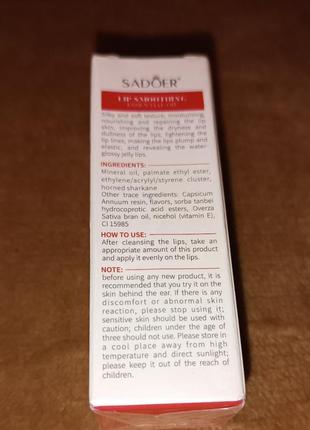 SADOER®
LIP SMOOTHING
ESSENTIAL OIL
Silky and soft texture, moisturizing,
nourishing and repairing the lip
skin, improving the dryness and
dullness of the lips, lightening the
lip lines, making the lips plump and
elastic, and revealing the water
glossy jelly lips.
INGREDIENTS:
Mineral oil, palmate ethyl ester,
ethylene/acrylyl/styrene cluster,
horned sharkane
Other trace ingredients: Capsicum
Annuum resin, flavors, sorba tanbei
hydrocoprotic acid esters, Overza
Sativa bran oil, nicehol (vitamin E),
CI 15985
HOW TO USE:
After cleansing the lips, take an
appropriate amount of this product
and apply it evenly on the lips.
NOTE:
before using any new product, it is
recommended that you try it on the
skin behind the ear. If there is any
discomfort or abnormal skin
reaction, please stop using it;
sensitive skin should be used with
caution; children under the age of
three should not use. Please store in
a cool place away from high
temperature and direct sunlight;
please keep it out of the reach of
children.